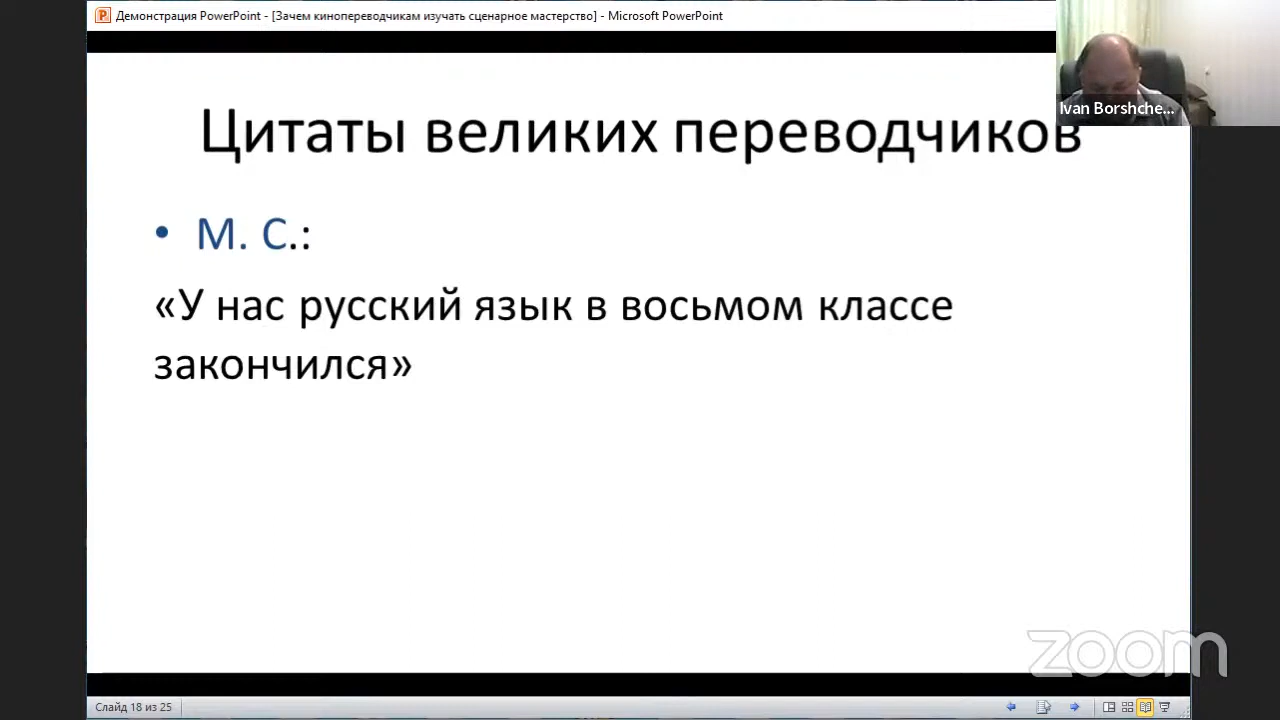 Демонстрация PowerPoint - [Зачем кинопереводчикам изучать сценарное мастерство] - Microsoft PowerPoint
Ivan Borshche...
Цитаты великих переводчиков
• М. С.:
«У нас русский язык в восьмом классе
закончился»
zoom
Слайд 18 из 25